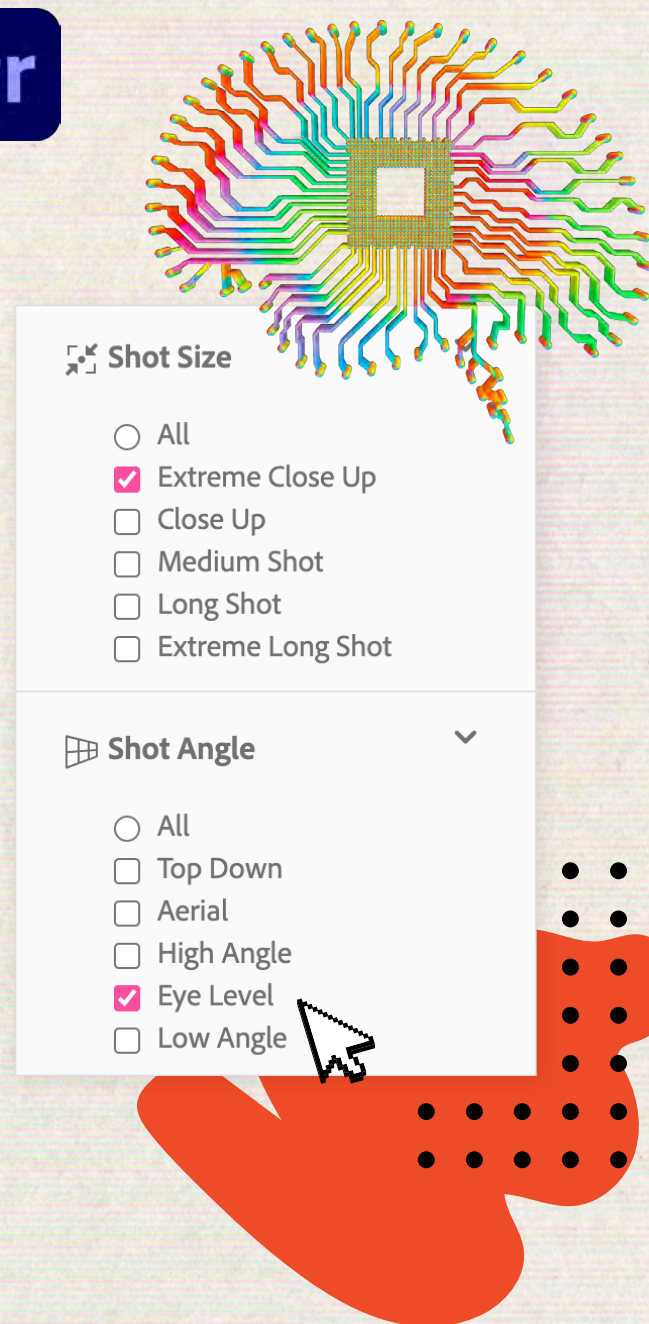 r
Shot Size
All
Extreme Close Up
Close Up
Medium Shot
Long Shot
Extreme Long Shot
Shot Angle
All
Top Down
Aerial
High Angle
Eye Level
Low Angle